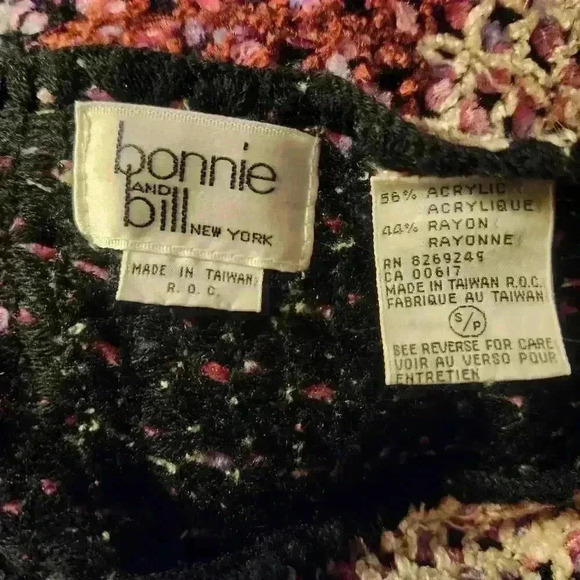 bonnie
AND
bill NEW YORK
MADE IN TAIWAN
R.O.C.
56% ACRYLIC
ACRYLIQUE
44% RAYON
RAYONNE
RN 8269249
CA 00617
MADE IN TAIWAN R.O.C.
FABRIQUE AU TAIWAN
S/P
SEE REVERSE FOR CARE
VOIR AU VERSO POUR
ENTRETIEN